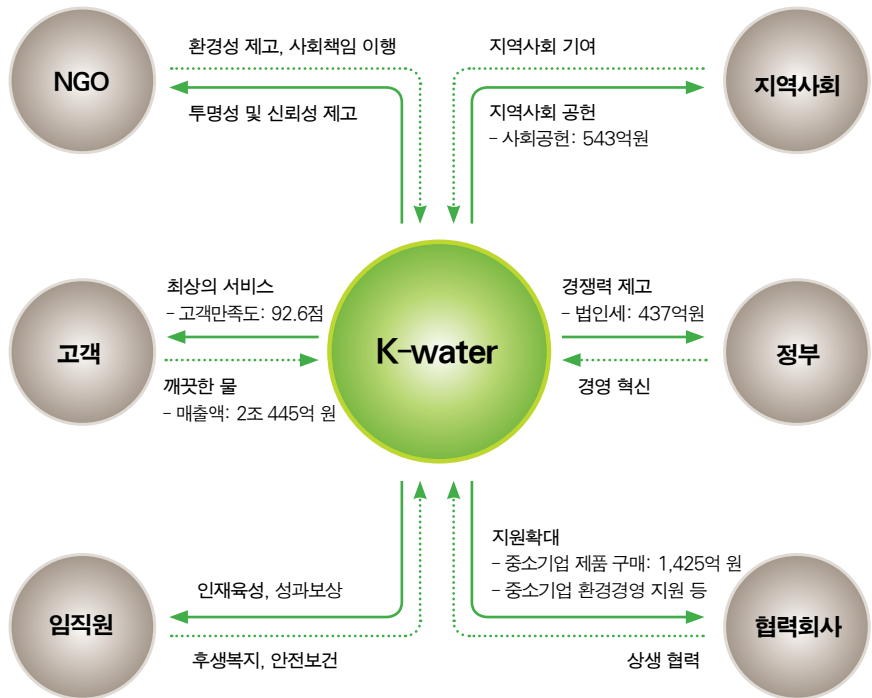 환경성 제고, 사회책임 이행
지역사회 기여
NGO
지역사회
투명성 및 신뢰성 제고
지역사회 공헌
- 사회공헌: 543억원
최상의 서비스
- 고객만족도: 92.6점
경쟁력 제고
- 법인세: 437억원
고객
K-water
정부
깨끗한 물
- 매출액: 2조 445억 원
경영 혁신
지원확대
- 중소기업 제품 구매: 1,425억 원
- 중소기업 환경경영 지원 등
인재육성, 성과보상
임직원
협력회사
후생복지, 안전보건
상생 협력